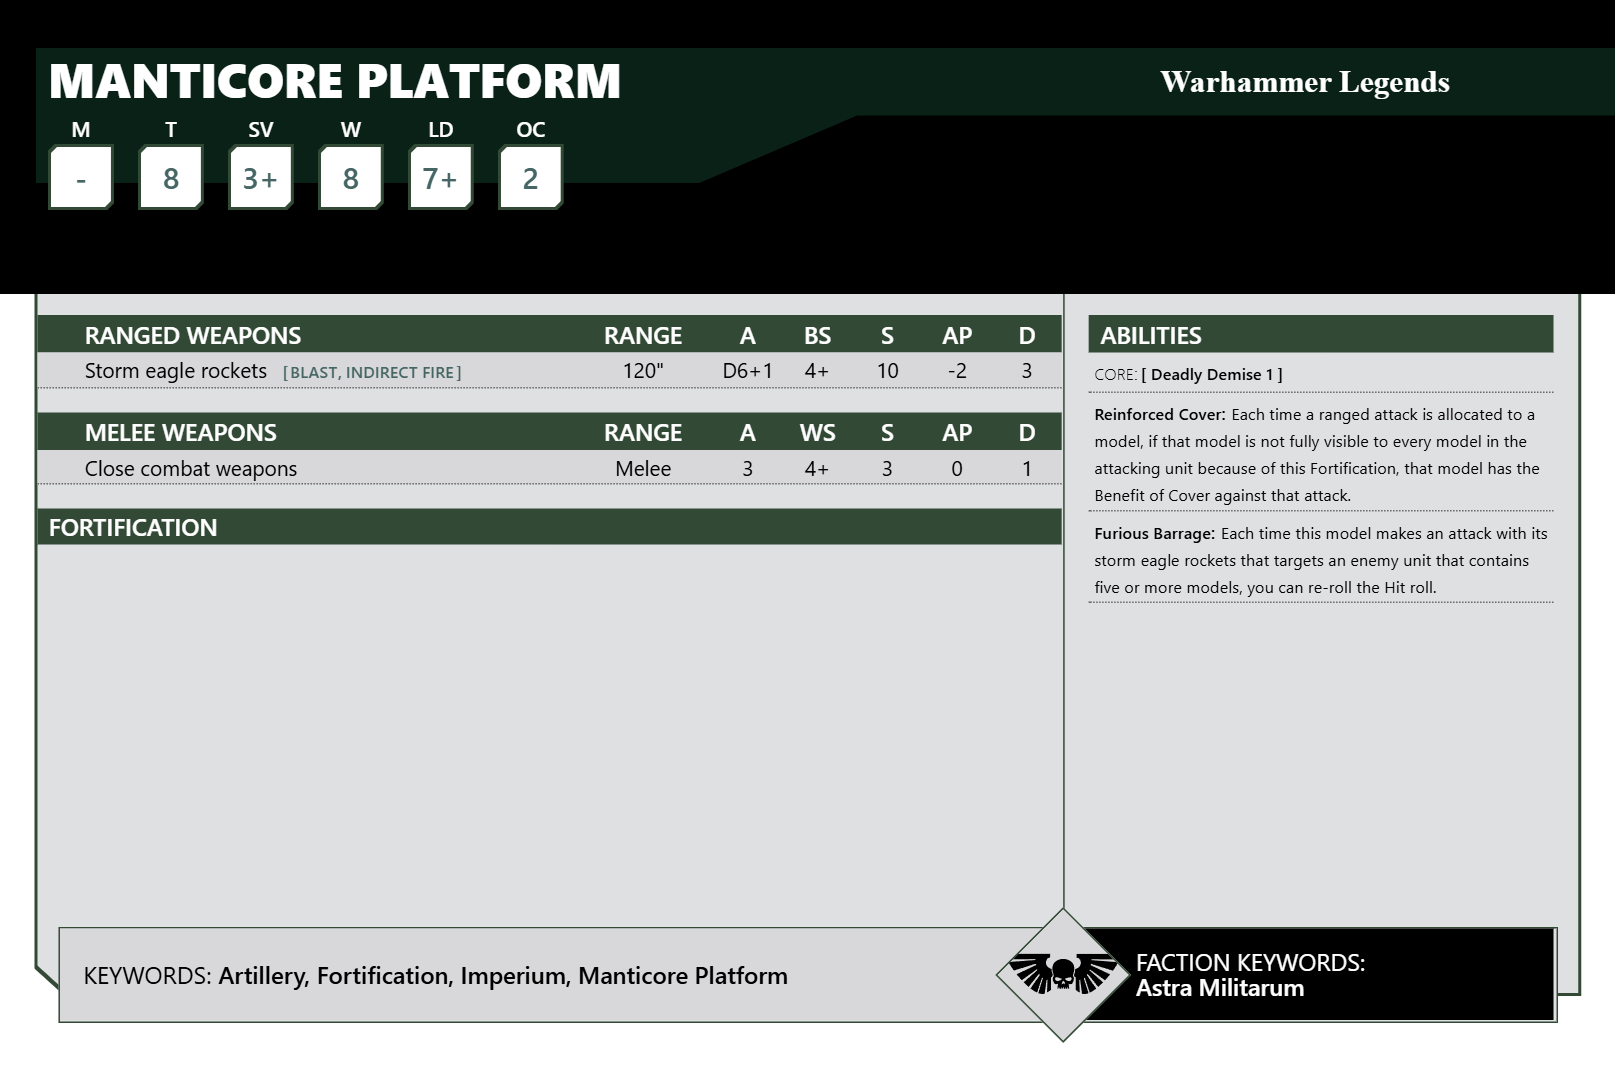 MANTICORE PLATFORM
Warhammer Legends
M T SV W LD OC
- 8 3+ 8 7+ 2
RANGED WEAPONS RANGE A BS S AP D
Storm eagle rockets [BLAST, INDIRECT FIRE] 120" D6+1 4+ 10 -2 3
MELEE WEAPONS RANGE A WS S AP D
Close combat weapons Melee 3 4+ 3 0 1
FORTIFICATION
ABILITIES
CORE: [ Deadly Demise 1 ]
Reinforced Cover: Each time a ranged attack is allocated to a
model, if that model is not fully visible to every model in the
attacking unit because of this Fortification, that model has the
Benefit of Cover against that attack.
Furious Barrage: Each time this model makes an attack with its
storm eagle rockets that targets an enemy unit that contains
five or more models, you can re-roll the Hit roll.
KEYWORDS: Artillery, Fortification, Imperium, Manticore Platform
FACTION KEYWORDS:
Astra Militarum